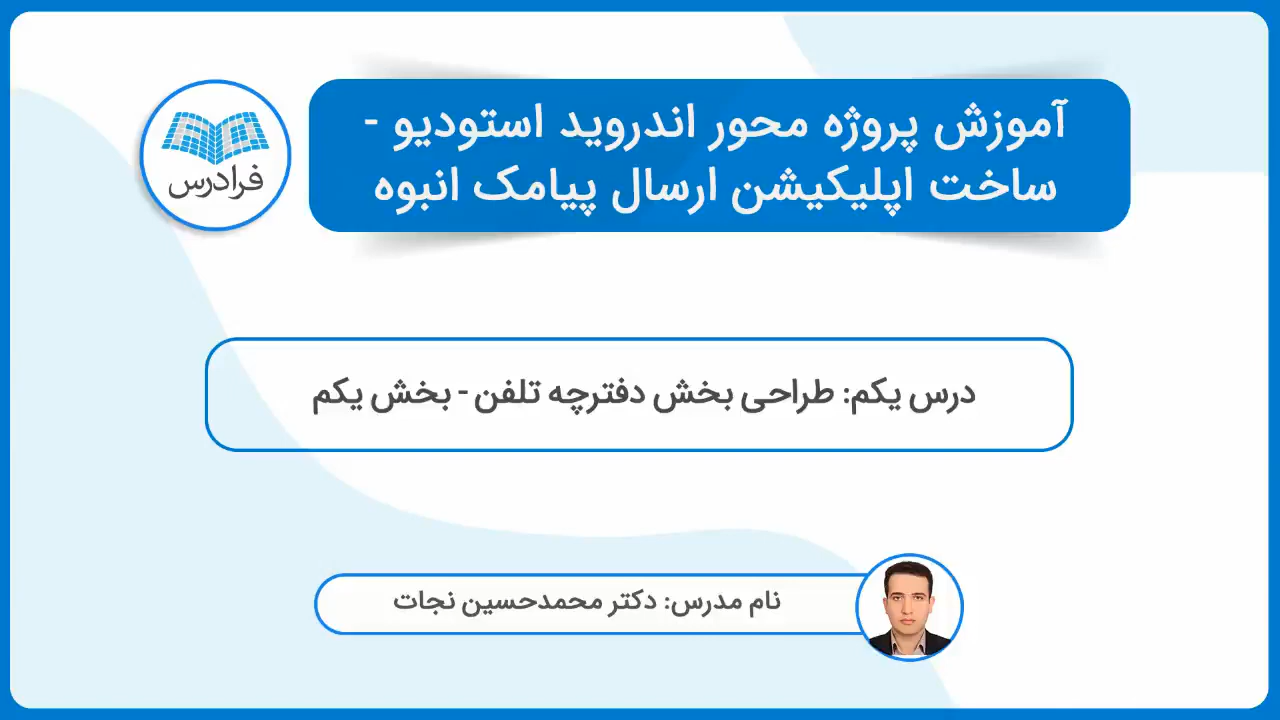 آموزش پروژه محور اندروید استودیو -
ساخت اپلیکیشن ارسال پیامک انبوه
فرادرس
درس یکم: طراحی بخش دفترچه تلفن - بخش یکم
نام مدرس: دکتر محمدحسین نجات